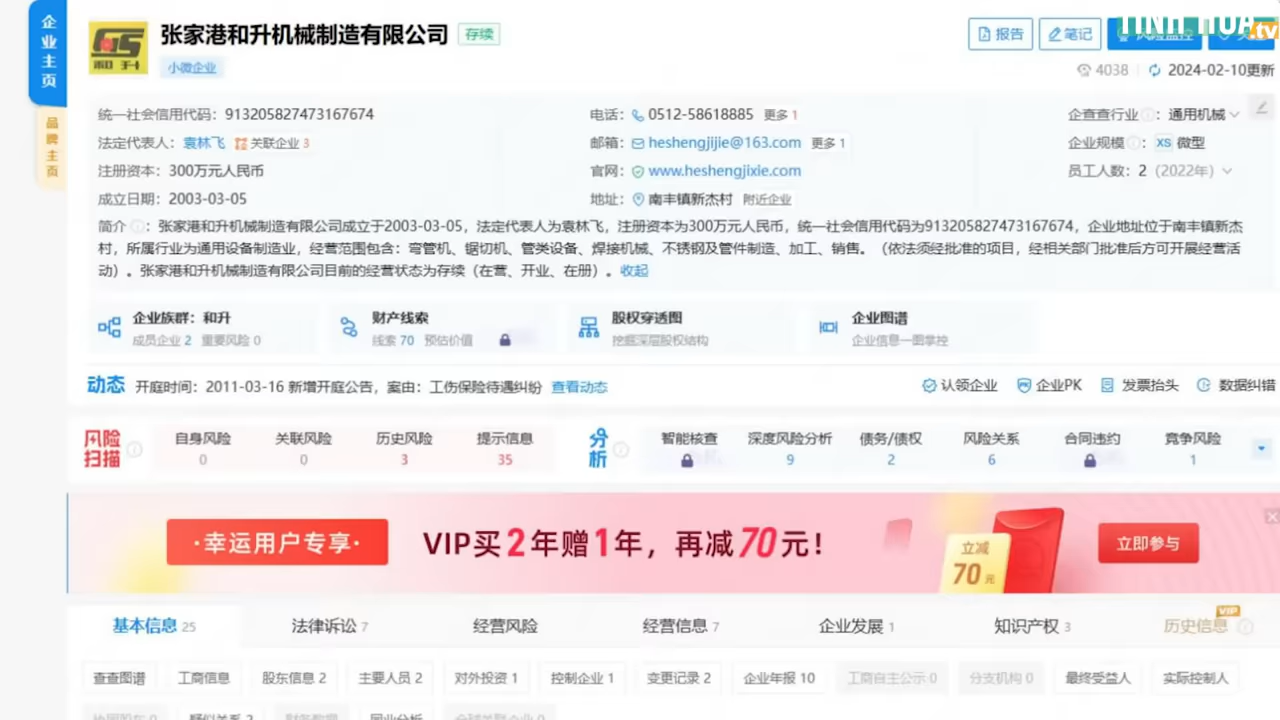 企业主页
品牌主页
和升
张家港和升机械制造有限公司 存续
小微企业
报告 笔记
TINH HOA .tv
4038 2024-02-10更新
统一社会信用代码：913205827473167674 电话：0512-58618885 更多 1 企查查行业：通用机械
法定代表人：袁林飞 关联企业 3 邮箱：heshengjijie@163.com 更多 1 企业规模：XS 微型
注册资本：300万元人民币 官网：www.heshengjixie.com 员工人数：2 (2022年)
成立日期：2003-03-05 地址：南丰镇新杰村 附近企业
简介：张家港和升机械制造有限公司成立于2003-03-05，法定代表人为袁林飞，注册资本为300万元人民币，统一社会信用代码为913205827473167674，企业地址位于南丰镇新杰
村，所属行业为通用设备制造业，经营范围包含：弯管机、锯切机、管类设备、焊接机械、不锈钢及管件制造、加工、销售。（依法须经批准的项目，经相关部门批准后方可开展经营活
动）。张家港和升机械制造有限公司目前的经营状态为存续（在营、开业、在册）。收起
企业族群：和升 财产线索 股权穿透图 企业图谱
成员企业 2 重要风险 0 线索 70 预估价值 挖掘深层股权结构 企业信息一图掌控
动态 开庭时间：2011-03-16 新增开庭公告，案由：工伤保险待遇纠纷 查看动态 认领企业 企业PK 发票抬头 数据纠错
风险扫描 自身风险 关联风险 历史风险 提示信息 分析 智能核查 深度风险分析 债务/债权 风险关系 合同违约 竞争风险
0 0 3 35 9 2 6 1
·幸运用户专享· VIP买2年赠1年，再减70元！ 立减 70元 立即参与
基本信息 25 法律诉讼 7 经营风险 经营信息 7 企业发展 1 知识产权 3 历史信息 VIP
查查图谱 工商信息 股东信息 2 主要人员 2 对外投资 1 控制企业 1 变更记录 2 企业年报 10 工商自主公示 0 分支机构 0 最终受益人 实际控制人
疑似关系 2 财务数据 同业分析 全球关联企业 0